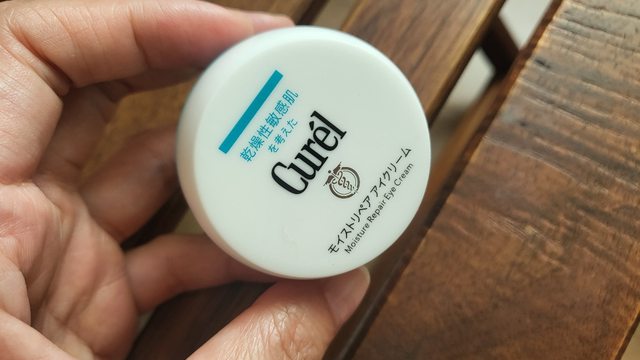 乾燥性敏感肌
を考えた
Curél
モイストリペア アイクリーム
Moisture Repair Eye Cream